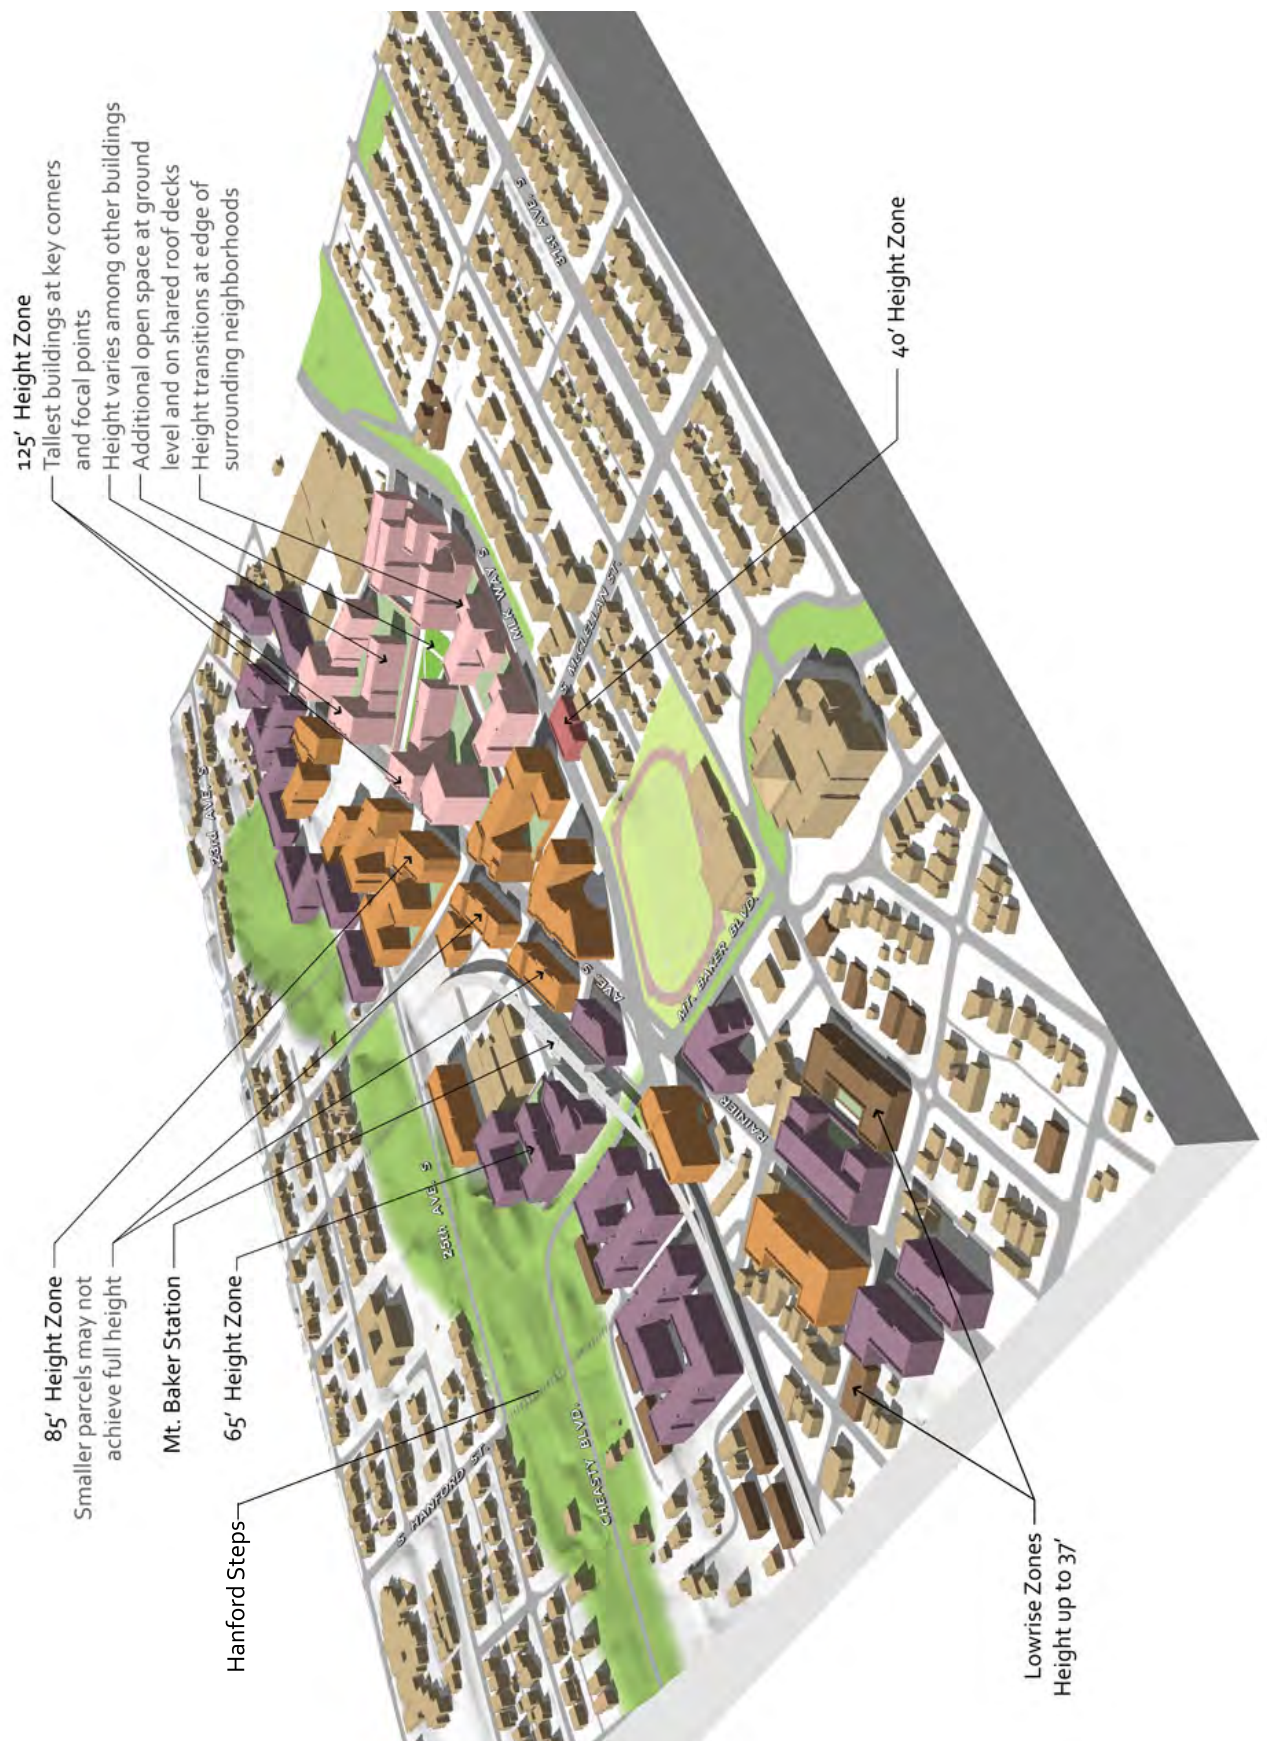 125’ Height Zone
Tallest buildings at key corners
and focal points
Height varies among other buildings
Additional open space at ground
level and on shared roof decks
Height transitions at edge of
surrounding neighborhoods
85’ Height Zone
Smaller parcels may not
achieve full height
Mt. Baker Station
65’ Height Zone
Hanford Steps
40’ Height Zone
Lowrise Zones
Height up to 37’
23rd AVE. S
25th AVE. S
S HANFORD ST.
CHEASTY BLVD.
RAINIER
AVE. S
MT. BAKER BLVD.
MLK WAY S
S MCCLELLAN ST.
31st AVE. S